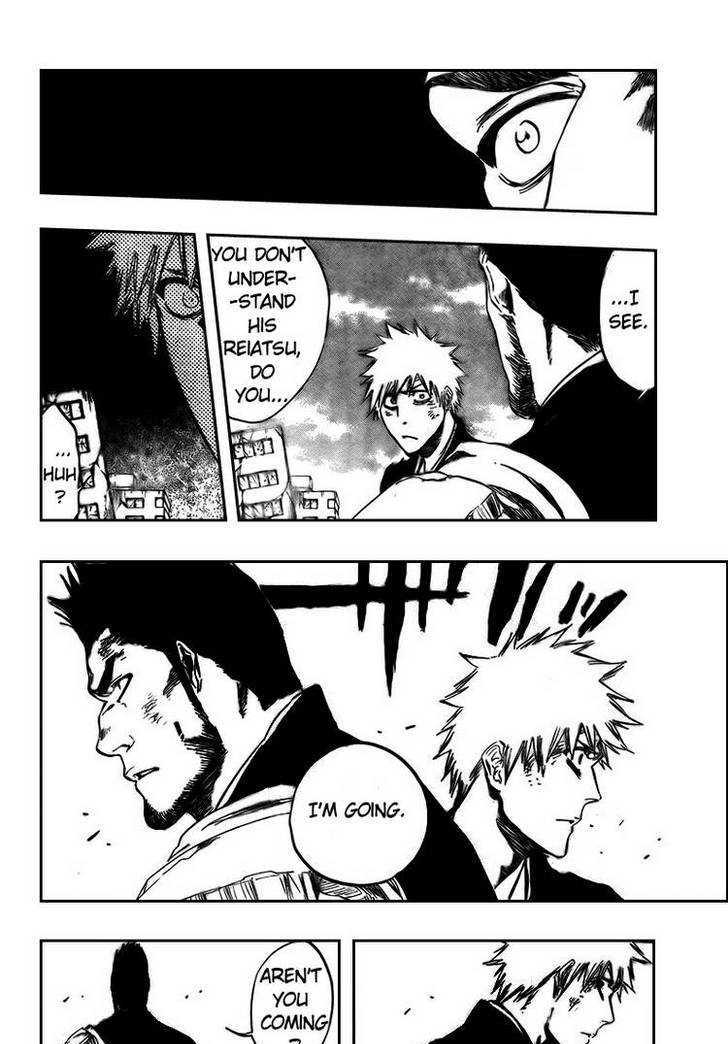 ...I
SEE.
YOU DON'T
UNDER-
-STAND
HIS
REIATSU,
DO
YOU...
...
HUH
?
I'M GOING.
AREN'T
YOU
COMING
?